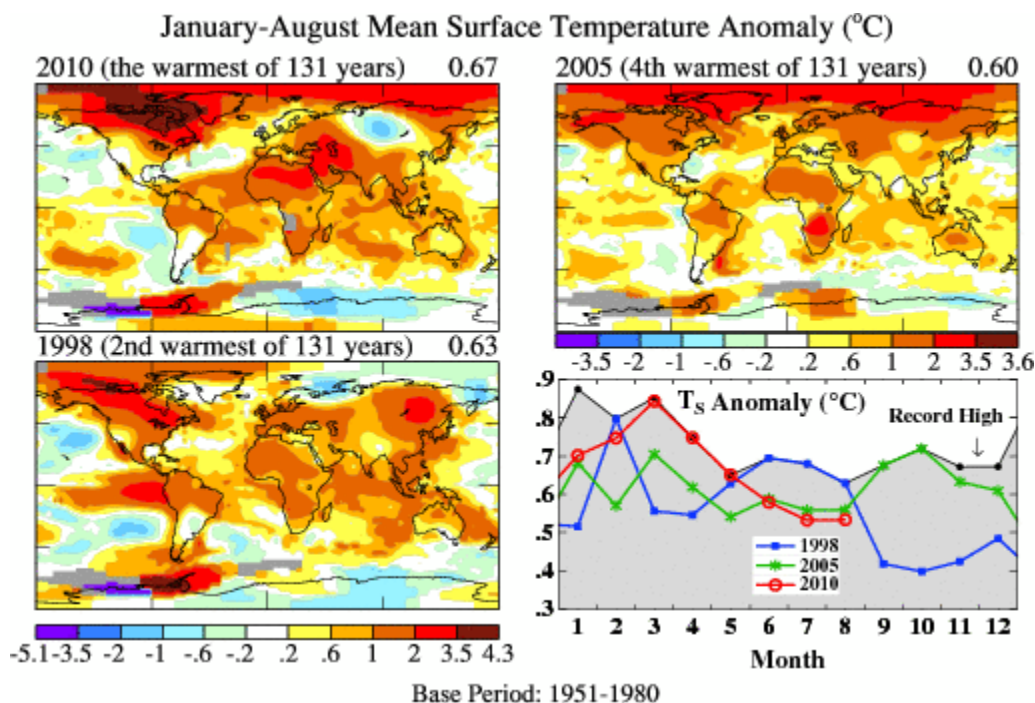 January-August Mean Surface Temperature Anomaly (°C)
2010 (the warmest of 131 years) 0.67
2005 (4th warmest of 131 years) 0.60
1998 (2nd warmest of 131 years) 0.63
-3.5 -2 -1 -.6 -.2 .2 .6 1 2 3.5 3.6
-5.1 -3.5 -2 -1 -.6 -.2 .2 .6 1 2 3.5 4.3
T_S Anomaly (°C)
Record High
.9
.8
.7
.6
.5
.4
.3
1998
2005
2010
1 2 3 4 5 6 7 8 9 10 11 12
Month
Base Period: 1951-1980